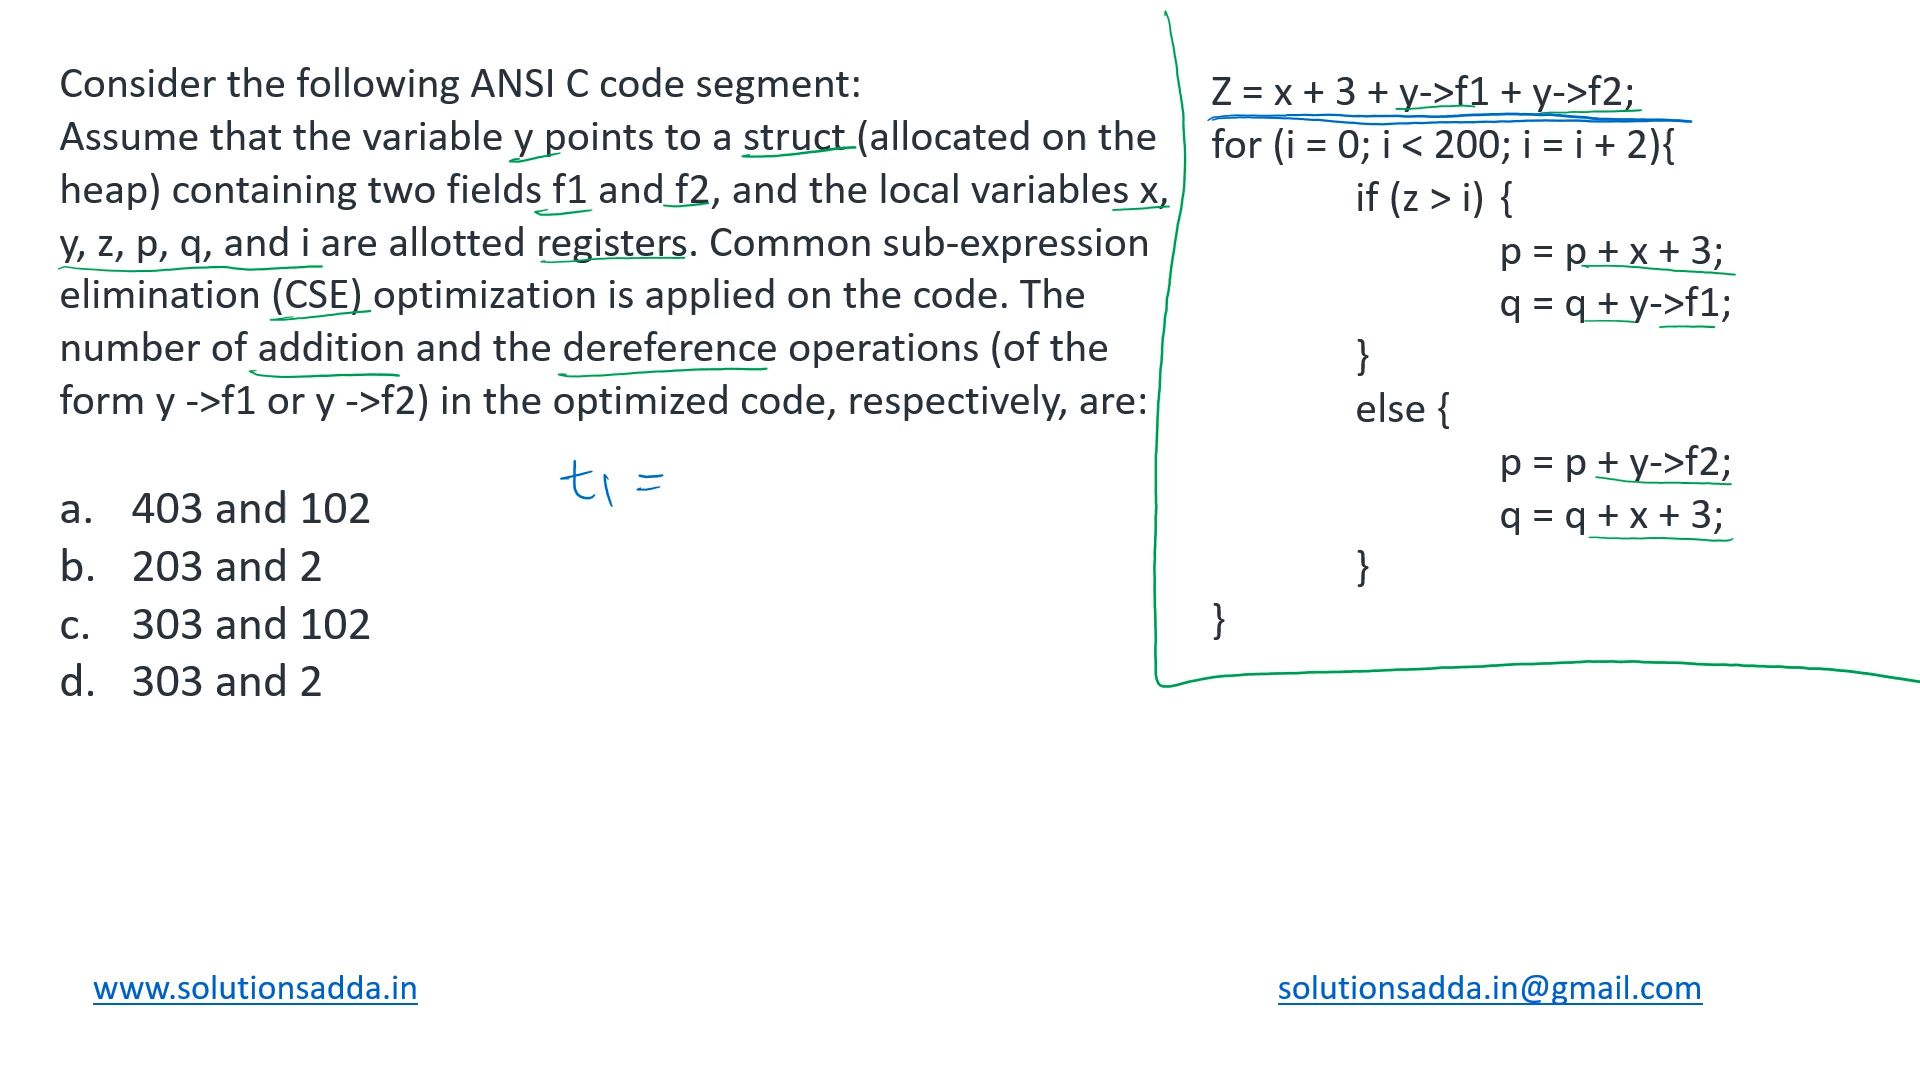 Consider the following ANSI C code segment:
Assume that the variable y points to a struct (allocated on the
heap) containing two fields f1 and f2, and the local variables x,
y, z, p, q, and i are allotted registers. Common sub-expression
elimination (CSE) optimization is applied on the code. The
number of addition and the dereference operations (of the
form y ->f1 or y ->f2) in the optimized code, respectively, are:
a. 403 and 102
b. 203 and 2
c. 303 and 102
d. 303 and 2
t1 =
Z = x + 3 + y->f1 + y->f2;
for (i = 0; i < 200; i = i + 2){
if (z > i) {
p = p + x + 3;
q = q + y->f1;
}
else {
p = p + y->f2;
q = q + x + 3;
}
}
www.solutionsadda.in
solutionsadda.in@gmail.com